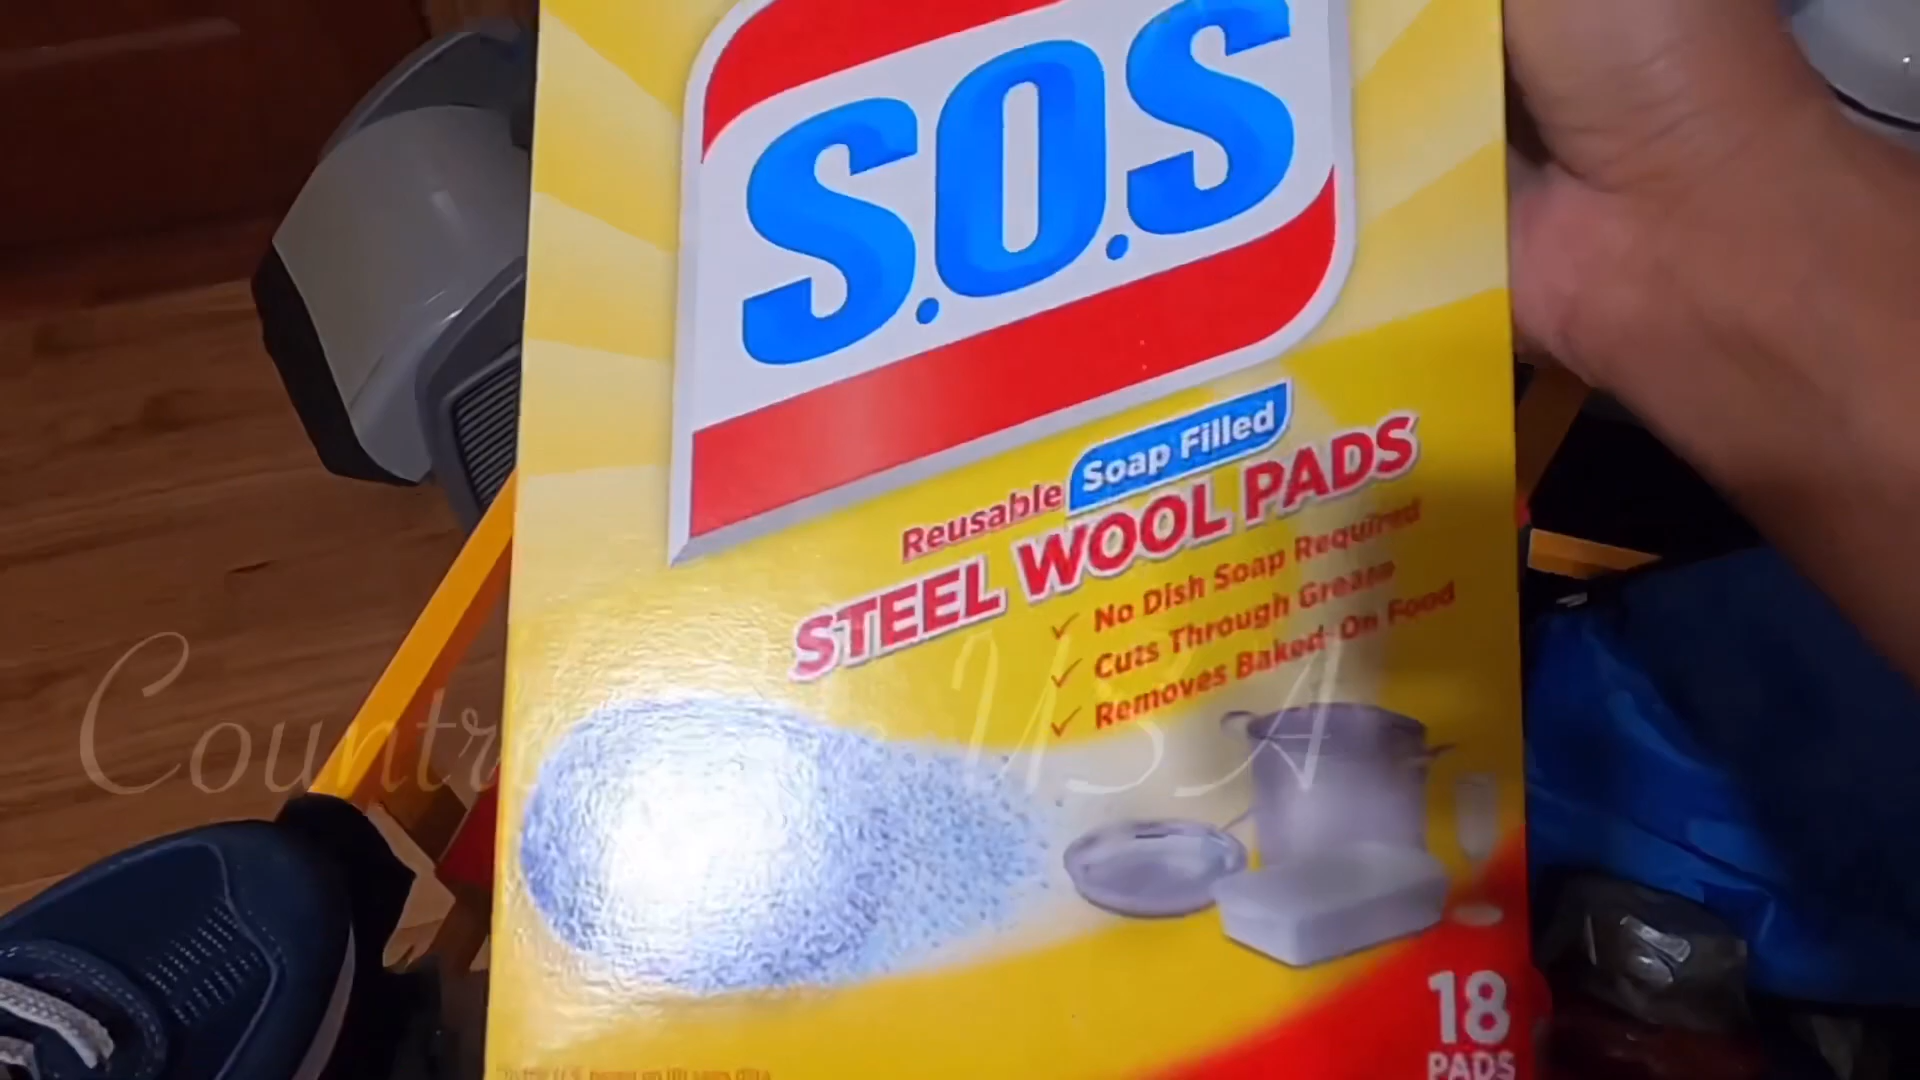 S.O.S
Reusable Soap Filled
STEEL WOOL PADS
✓ No Dish Soap Required
✓ Cuts Through Grease
✓ Removes Baked-On Food
USA
18
PADS